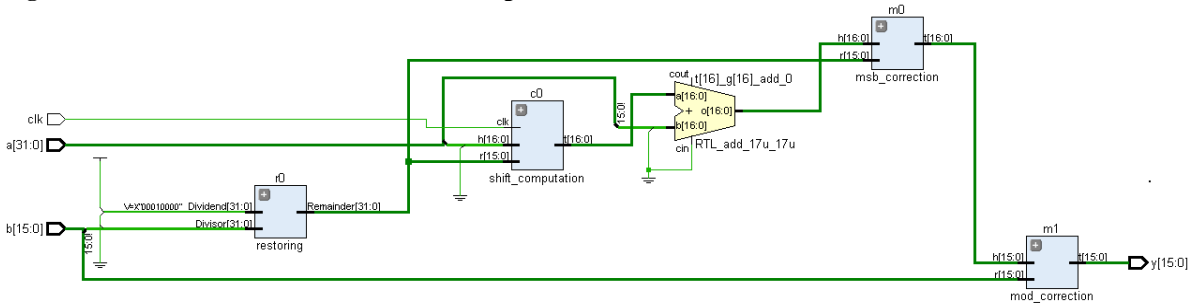 m0
h[16:0]
t[16:0]
r[15:0]
msb_correction
cout
t[16]_g[16]_add_0
a[16:0]
+
o[16:0]
b[16:0]
cin
RTL_add_17u_17u
15:0!
c0
clk
h[16:0]
t[16:0]
r[15:0]
shift_computation
clk
a[31:0]
r0
V=X"00010000"
Dividend[31:0]
Remainder[31:0]
Divisor[31:0]
restoring
b[15:0]
15:0!
m1
h[15:0]
t[15:0]
r[15:0]
mod_correction
y[15:0]